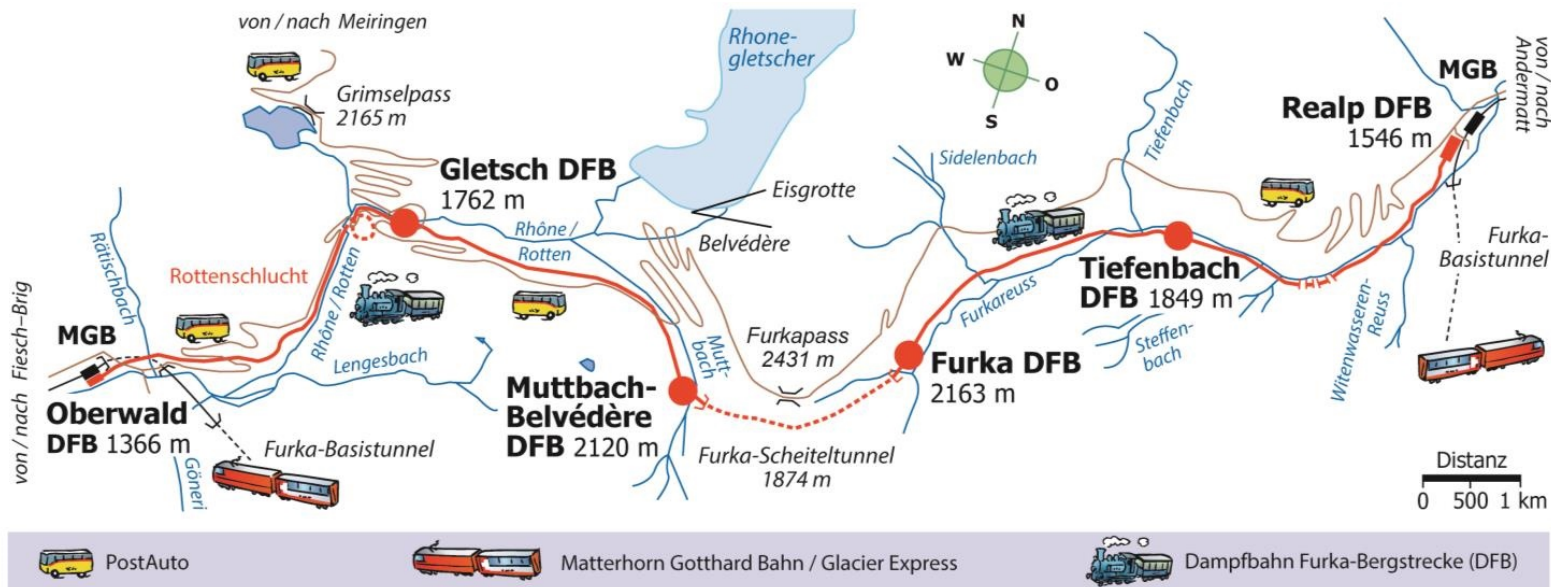 von / nach Meiringen
Grimselpass
2165 m
Rhone-
gletscher
N
W
O
S
Tiefenbach
MGB
von / nach
Andermatt
Realp DFB
1546 m
Gletsch DFB
1762 m
Sidelenbach
Eisgrotte
Belvédère
Rätischbach
Rottenschlucht
Rhône / Rotten
Rhône /
Rotten
Furka-
Basistunnel
Tiefenbach
DFB 1849 m
Furkareuss
Steffen-
bach
Witenwasseren-
Reuss
von / nach Fiesch–Brig
MGB
Lengesbach
Mutt-
bach
Furkapass
2431 m
Furka DFB
2163 m
Oberwald
DFB 1366 m
Göneri
Furka-Basistunnel
Muttbach-
Belvédère
DFB 2120 m
Furka-Scheiteltunnel
1874 m
Distanz
0 500 1 km
PostAuto
Matterhorn Gotthard Bahn / Glacier Express
Dampfbahn Furka-Bergstrecke (DFB)